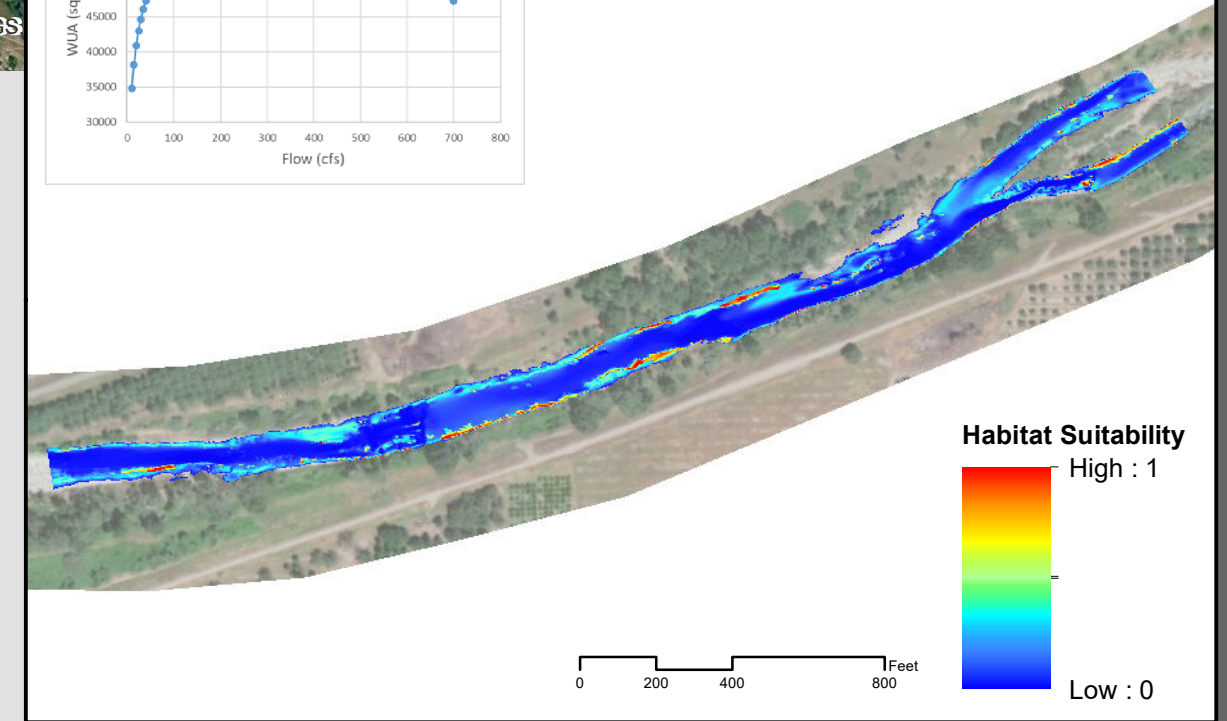 gs
WUA (sq
45000
40000
35000
30000
0 100 200 300 400 500 600 700 800
Flow (cfs)
Habitat Suitability
High : 1
Low : 0
Feet
0 200 400 800